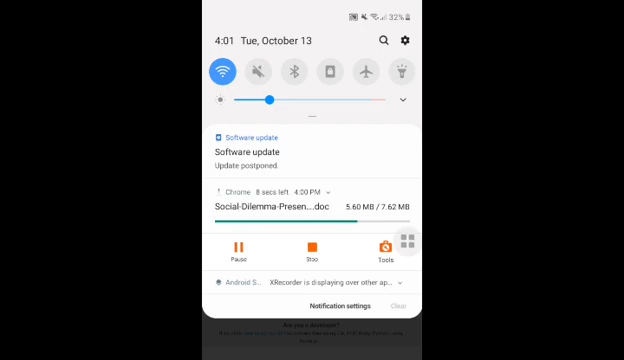 32%
4:01 Tue, October 13
Software update
Software update
Update postponed.
Chrome 8 secs left 4:00 PM
Social-Dilemma-Presen....doc 5.60 MB / 7.62 MB
Pause Stop Tools
Android S... XRecorder is displaying over other ap...
Notification settings Clear
Are you a developer?